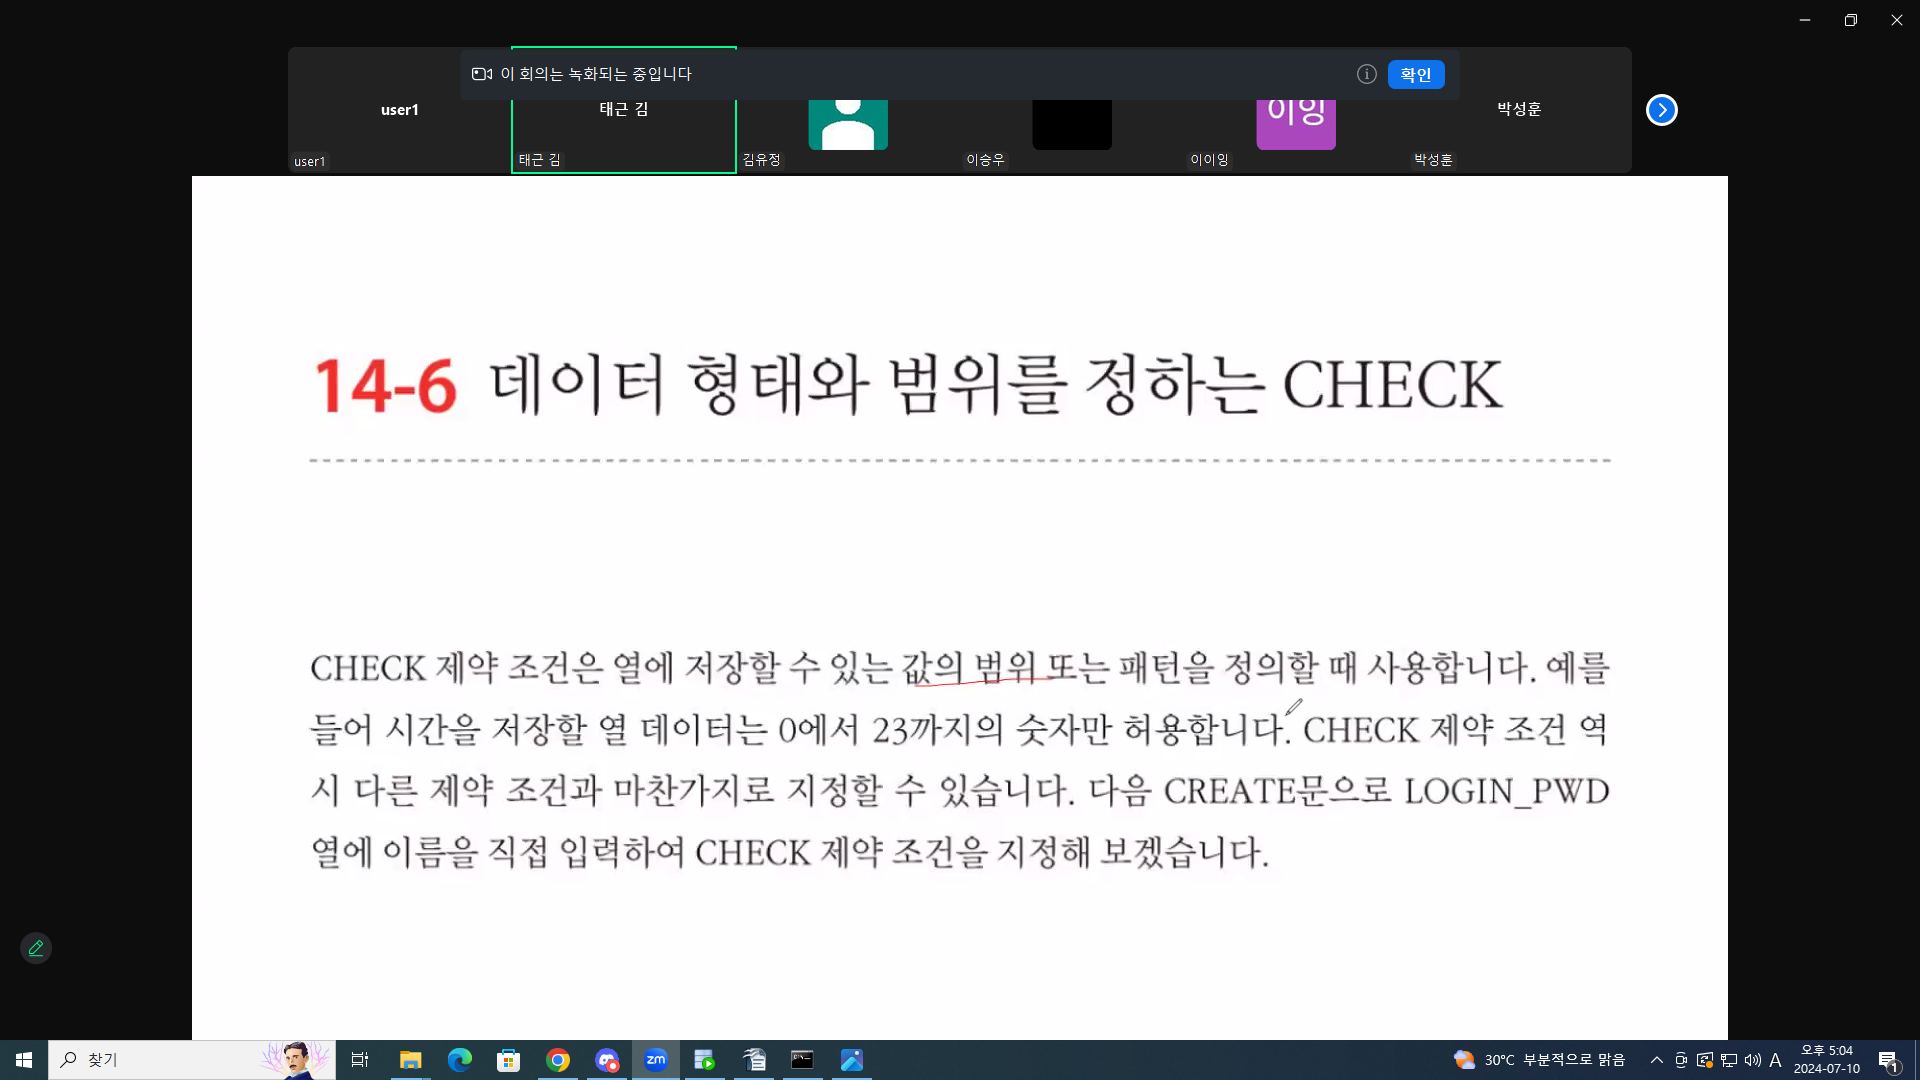 이 회의는 녹화되는 중입니다
확인
user1
태근 김
이잉
박성훈
user1
태근 김
김유정
이승우
이이잉
박성훈
14-6 데이터 형태와 범위를 정하는 CHECK
CHECK 제약 조건은 열에 저장할 수 있는 값의 범위 또는 패턴을 정의할 때 사용합니다. 예를
들어 시간을 저장할 열 데이터는 0에서 23까지의 숫자만 허용합니다. CHECK 제약 조건 역
시 다른 제약 조건과 마찬가지로 지정할 수 있습니다. 다음 CREATE문으로 LOGIN_PWD
열에 이름을 직접 입력하여 CHECK 제약 조건을 지정해 보겠습니다.
찾기
zm
30°C 부분적으로 맑음
A
오후 5:04
2024-07-10
1